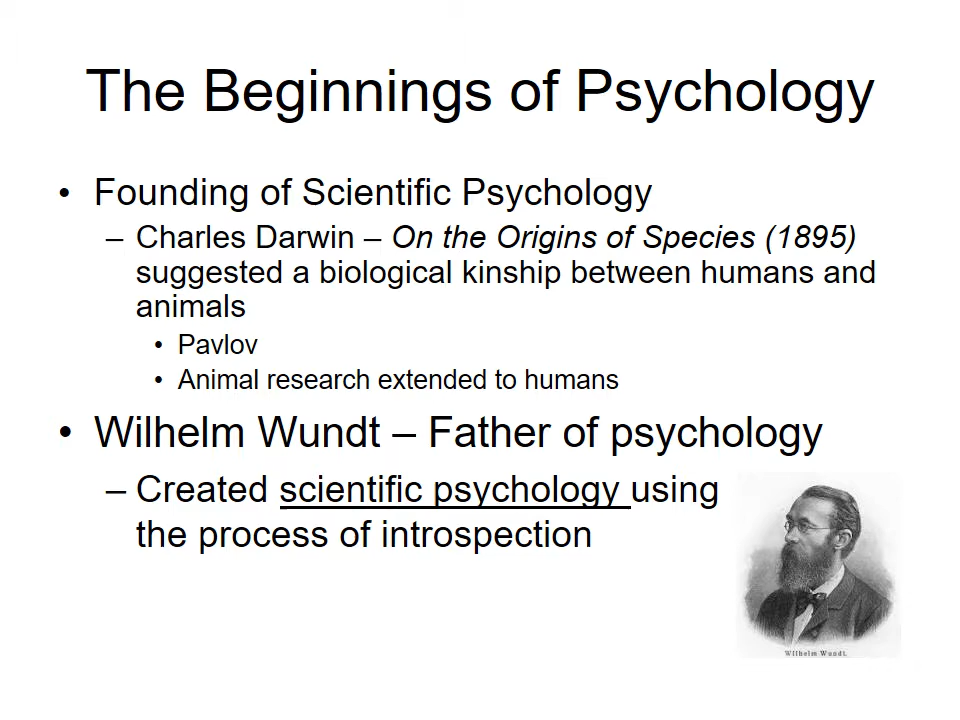 The Beginnings of Psychology
• Founding of Scientific Psychology
– Charles Darwin – On the Origins of Species (1895)
suggested a biological kinship between humans and
animals
• Pavlov
• Animal research extended to humans
• Wilhelm Wundt – Father of psychology
– Created scientific psychology using
the process of introspection
Wilhelm Wundt.